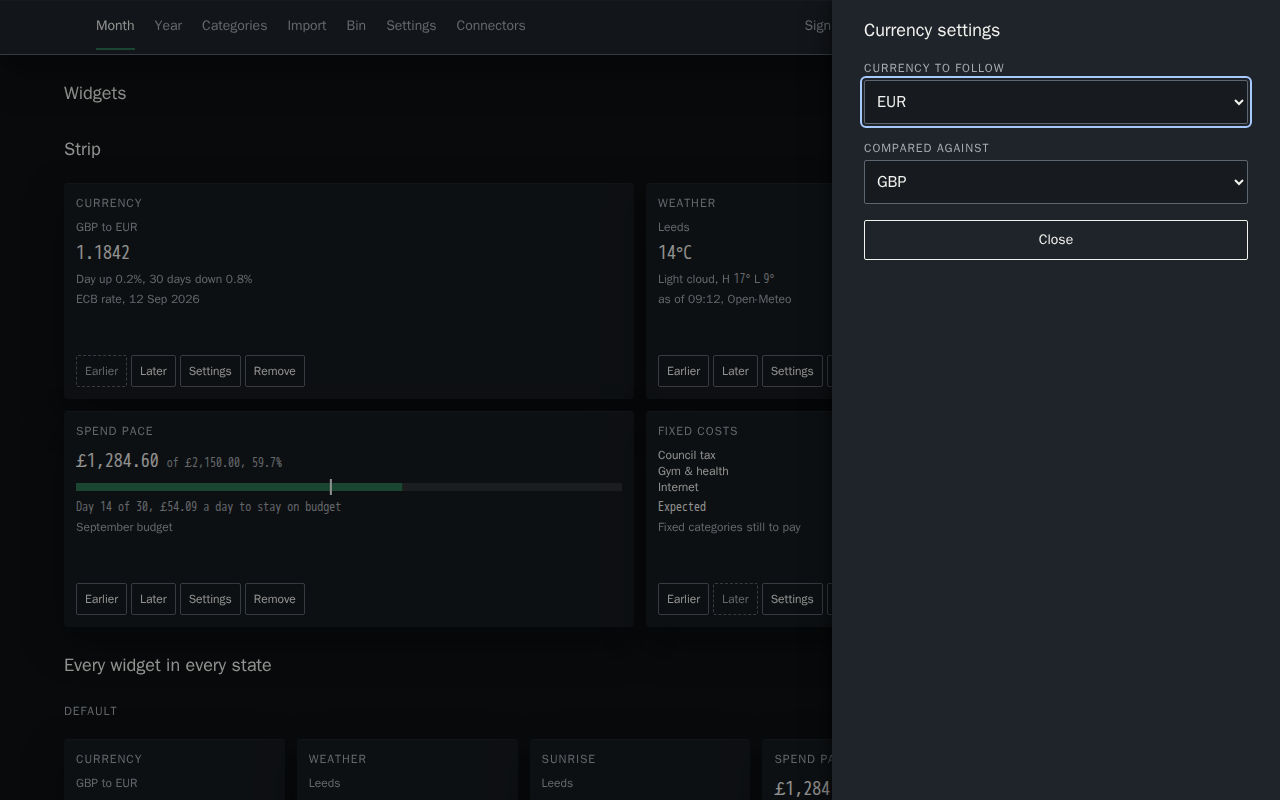 Month Year Categories Import Bin Settings Connectors Sign
Widgets
Strip
CURRENCY
GBP to EUR
1.1842
Day up 0.2%, 30 days down 0.8%
ECB rate, 12 Sep 2026
Earlier Later Settings Remove
WEATHER
Leeds
14°C
Light cloud, H 17° L 9°
as of 09:12, Open-Meteo
Earlier Later Settings
SPEND PACE
£1,284.60 of £2,150.00, 59.7%
Day 14 of 30, £54.09 a day to stay on budget
September budget
Earlier Later Settings Remove
FIXED COSTS
Council tax
Gym & health
Internet
Expected
Fixed categories still to pay
Earlier Later Settings
Every widget in every state
DEFAULT
CURRENCY
GBP to EUR
WEATHER
Leeds
SUNRISE
Leeds
SPEND PA
£1,284
Currency settings
CURRENCY TO FOLLOW
EUR
COMPARED AGAINST
GBP
Close